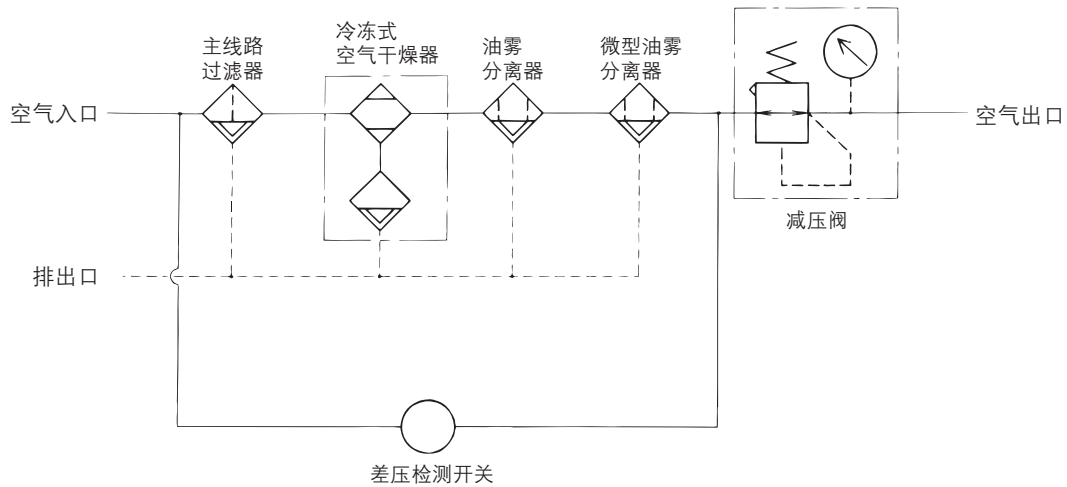 主线路
过滤器
冷冻式
空气干燥器
油雾
分离器
微型油雾
分离器
空气入口
空气出口
减压阀
排出口
差压检测开关